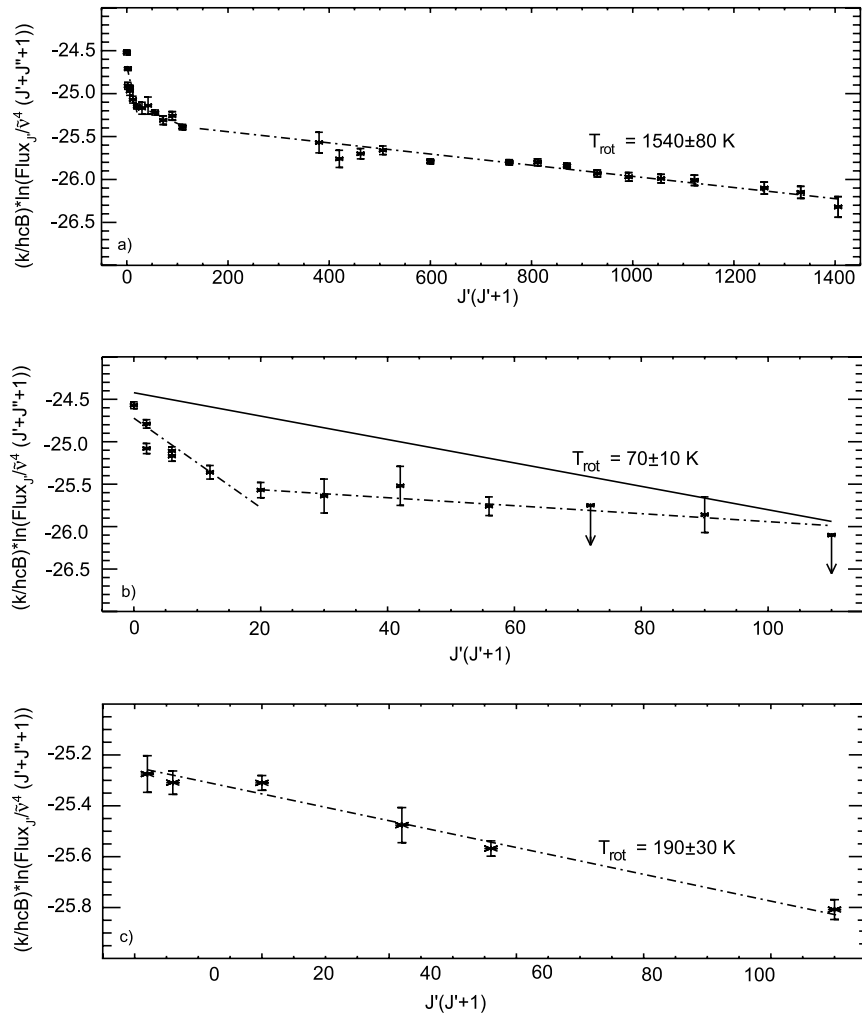 (k/hcB)*ln(Flux_J'/ṽ⁴ (J'+J"+1))
-24.5
-25.0
-25.5
-26.0
-26.5
T_rot = 1540±80 K
a)
0 200 400 600 800 1000 1200 1400
J'(J'+1)
(k/hcB)*ln(Flux_J'/ṽ⁴ (J'+J"+1))
-24.5
-25.0
-25.5
-26.0
-26.5
T_rot = 70±10 K
b)
0 20 40 60 80 100
J'(J'+1)
(k/hcB)*ln(Flux_J'/ṽ⁴ (J'+J"+1))
-25.2
-25.4
-25.6
-25.8
T_rot = 190±30 K
c)
0 20 40 60 80 100
J'(J'+1)